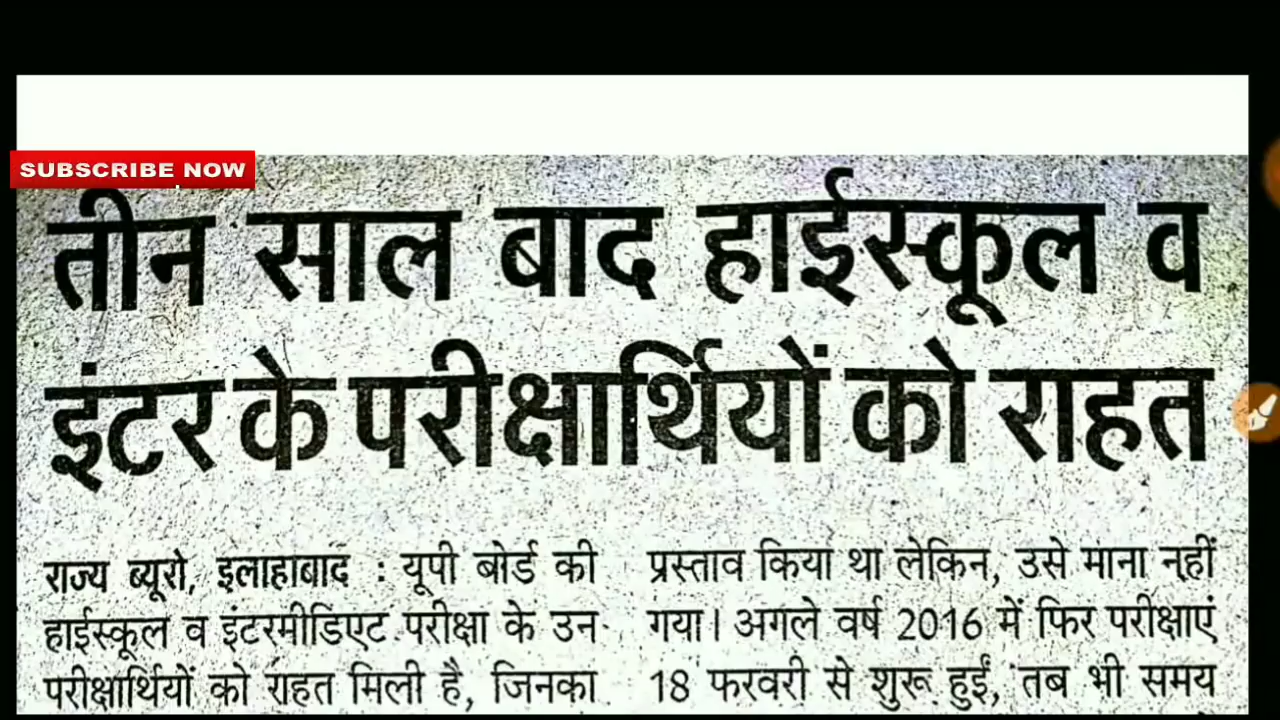 SUBSCRIBE NOW
तीन साल बाद हाईस्कूल व
इंटर के परीक्षार्थियों को राहत
राज्य ब्यूरो, इलाहाबाद : यूपी बोर्ड की
हाईस्कूल व इंटरमीडिएट परीक्षा के उन
परीक्षार्थियों को राहत मिली है, जिनका
प्रस्ताव किया था लेकिन, उसे माना नहीं
गया। अगले वर्ष 2016 में फिर परीक्षाएं
18 फरवरी से शुरू हुईं, तब भी समय